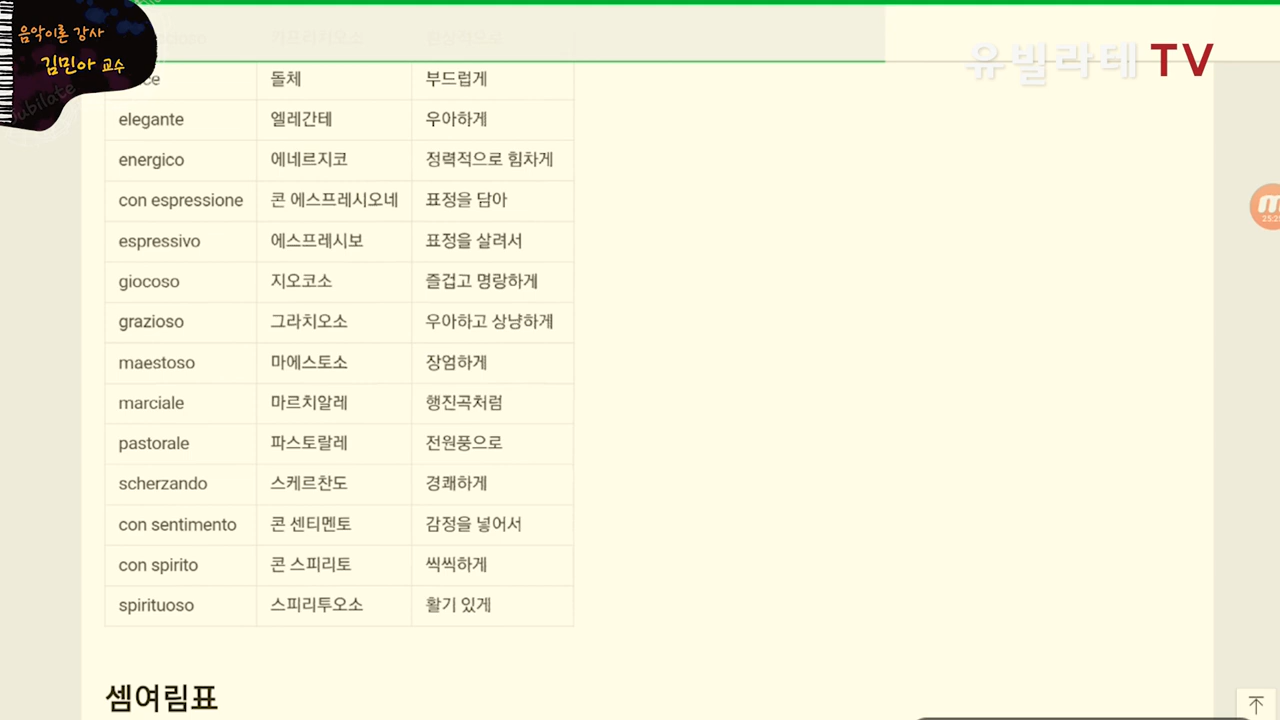 음악이론 강사
김민아 교수
Jubilate
유빌라테 TV
돌체 부드럽게
elegante 엘레간테 우아하게
energico 에네르지코 정력적으로 힘차게
con espressione 콘 에스프레시오네 표정을 담아
espressivo 에스프레시보 표정을 살려서
giocoso 지오코소 즐겁고 명랑하게
grazioso 그라치오소 우아하고 상냥하게
maestoso 마에스토소 장엄하게
marciale 마르치알레 행진곡처럼
pastorale 파스토랄레 전원풍으로
scherzando 스케르찬도 경쾌하게
con sentimento 콘 센티멘토 감정을 넣어서
con spirito 콘 스피리토 씩씩하게
spirituoso 스피리투오소 활기 있게
셈여림표